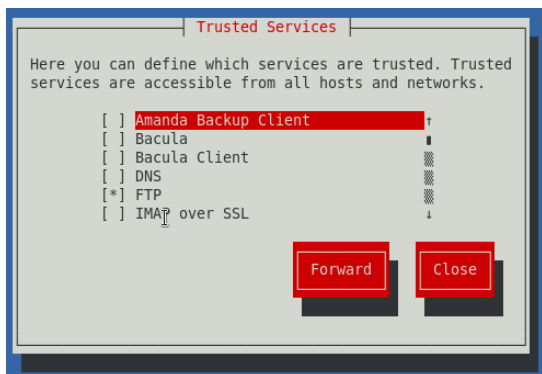 Trusted Services
Here you can define which services are trusted. Trusted
services are accessible from all hosts and networks.
[ ] Amanda Backup Client
[ ] Bacula
[ ] Bacula Client
[ ] DNS
[*] FTP
[ ] IMAP over SSL
Forward Close